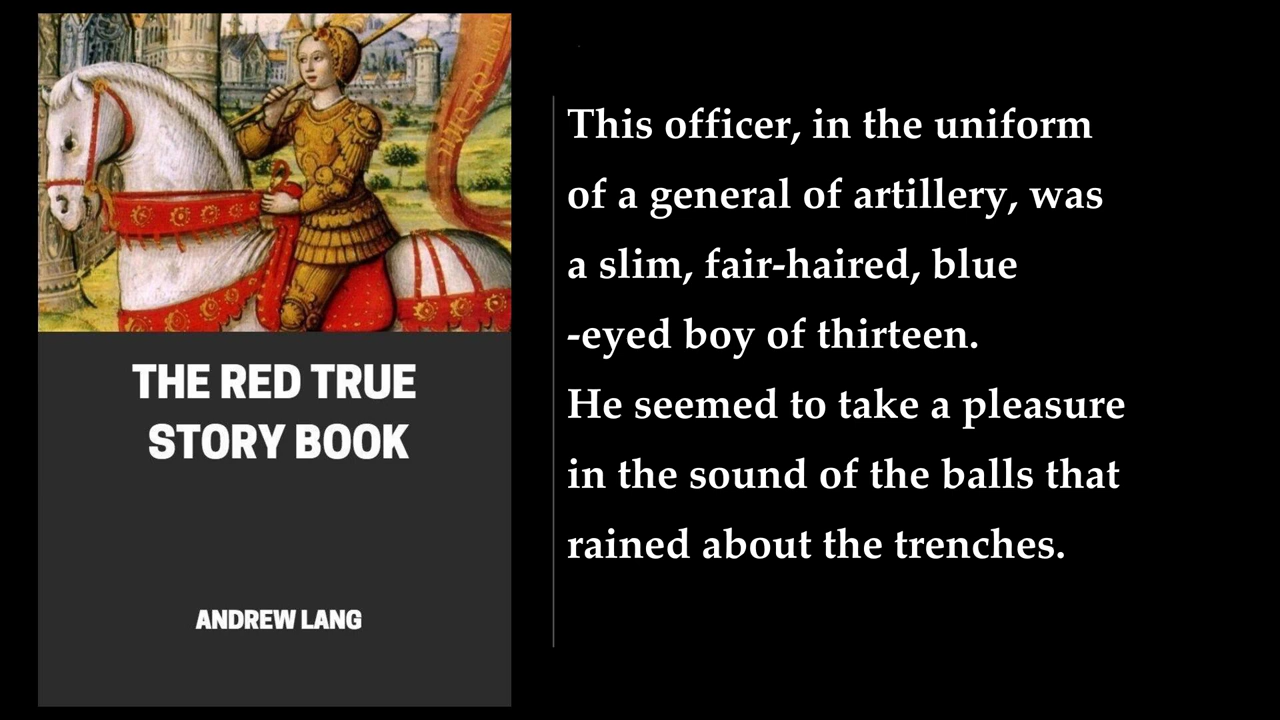 THE RED TRUE
STORY BOOK
ANDREW LANG
This officer, in the uniform
of a general of artillery, was
a slim, fair-haired, blue
-eyed boy of thirteen.
He seemed to take a pleasure
in the sound of the balls that
rained about the trenches.